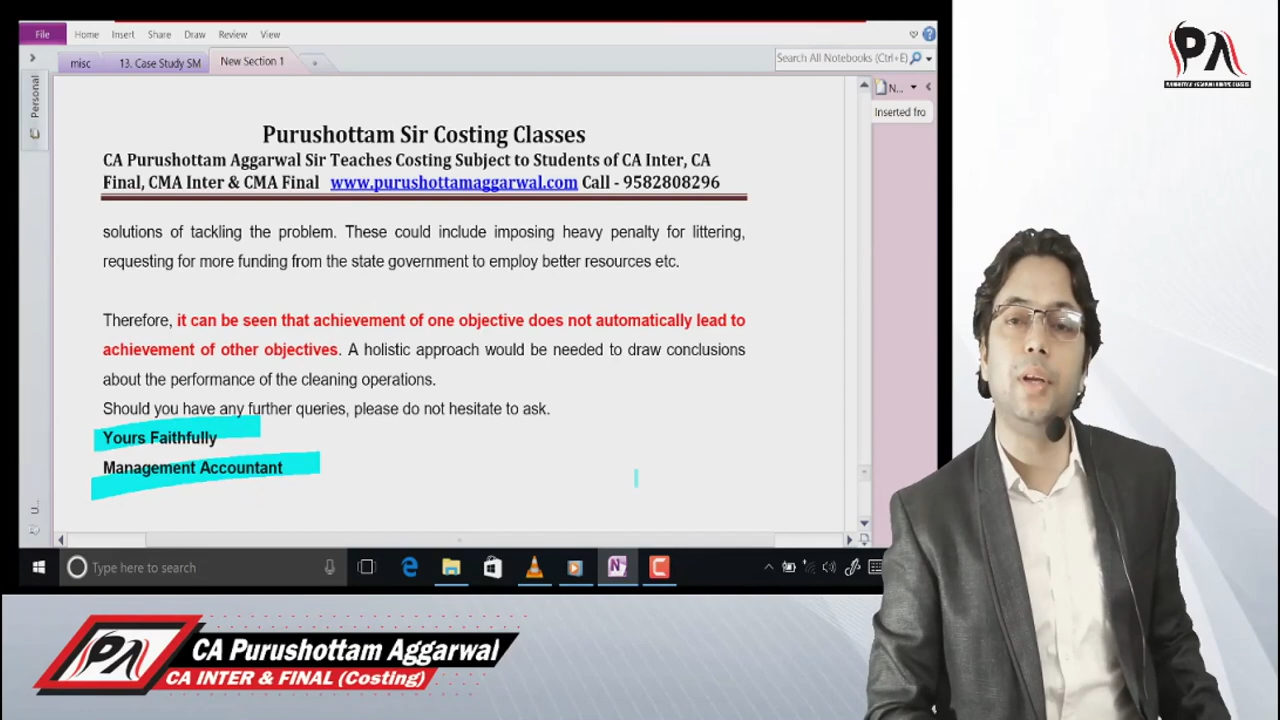 File Home Insert Share Draw Review View
misc 13. Case Study SM New Section 1
Search All Notebooks (Ctrl+E)
Personal
N...
Inserted fro
Purushottam Sir Costing Classes
CA Purushottam Aggarwal Sir Teaches Costing Subject to Students of CA Inter, CA
Final, CMA Inter & CMA Final www.purushottamaggarwal.com Call - 9582808296
solutions of tackling the problem. These could include imposing heavy penalty for littering,
requesting for more funding from the state government to employ better resources etc.
Therefore, it can be seen that achievement of one objective does not automatically lead to
achievement of other objectives. A holistic approach would be needed to draw conclusions
about the performance of the cleaning operations.
Should you have any further queries, please do not hesitate to ask.
Yours Faithfully
Management Accountant
U...
Type here to search
PA
CA Purushottam Aggarwal
CA INTER & FINAL (Costing)
PA